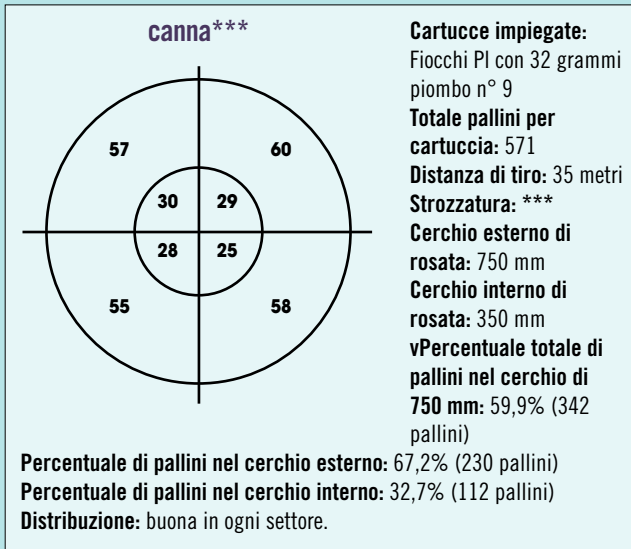 canna***
57
60
30
29
28
25
55
58
Cartucce impiegate:
Fiocchi Pl con 32 grammi
piombo n° 9
Totale pallini per
cartuccia: 571
Distanza di tiro: 35 metri
Strozzatura: ***
Cerchio esterno di
rosata: 750 mm
Cerchio interno di
rosata: 350 mm
vPercentuale totale di
pallini nel cerchio di
750 mm: 59,9% (342
pallini)
Percentuale di pallini nel cerchio esterno: 67,2% (230 pallini)
Percentuale di pallini nel cerchio interno: 32,7% (112 pallini)
Distribuzione: buona in ogni settore.